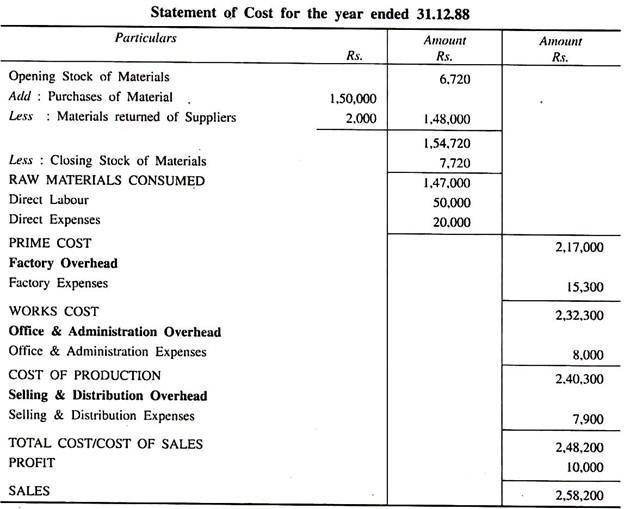 Statement of Cost for the year ended 31.12.88
Particulars Amount Amount
Rs. Rs. Rs.
Opening Stock of Materials 6,720
Add : Purchases of Material 1,50,000
Less : Materials returned of Suppliers 2,000 1,48,000
1,54,720
Less : Closing Stock of Materials 7,720
RAW MATERIALS CONSUMED 1,47,000
Direct Labour 50,000
Direct Expenses 20,000
PRIME COST 2,17,000
Factory Overhead
Factory Expenses 15,300
WORKS COST 2,32,300
Office & Administration Overhead
Office & Administration Expenses 8,000
COST OF PRODUCTION 2,40,300
Selling & Distribution Overhead
Selling & Distribution Expenses 7,900
TOTAL COST/COST OF SALES 2,48,200
PROFIT 10,000
SALES 2,58,200